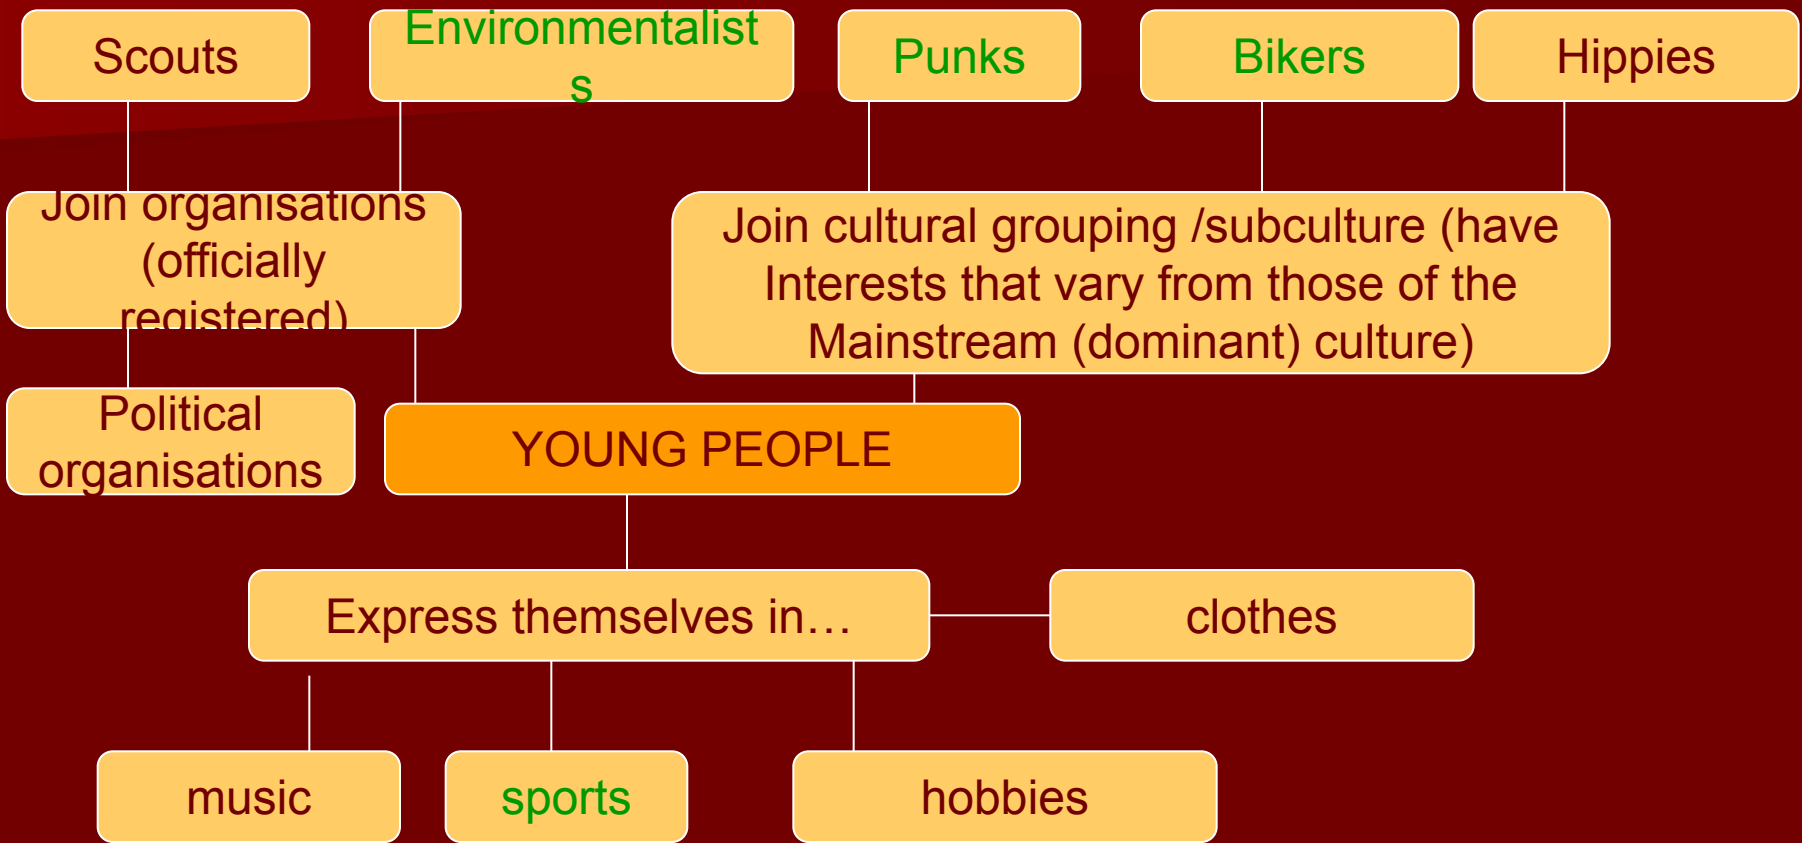 Scouts
Environmentalist
s
Punks
Bikers
Hippies
Join organisations
(officially
registered)
Join cultural grouping /subculture (have
Interests that vary from those of the
Mainstream (dominant) culture)
Political
organisations
YOUNG PEOPLE
Express themselves in…
clothes
music
sports
hobbies